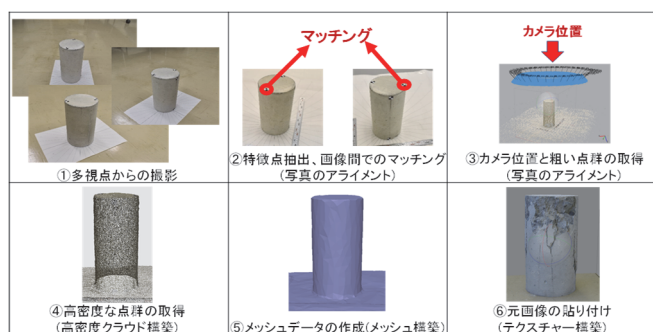 ①多視点からの撮影
マッチング
②特徴点抽出、画像間でのマッチング
(写真のアライメント)
カメラ位置
③カメラ位置と粗い点群の取得
(写真のアライメント)
④高密度な点群の取得
(高密度クラウド構築)
⑤メッシュデータの作成(メッシュ構築)
⑥元画像の貼り付け
(テクスチャー構築)